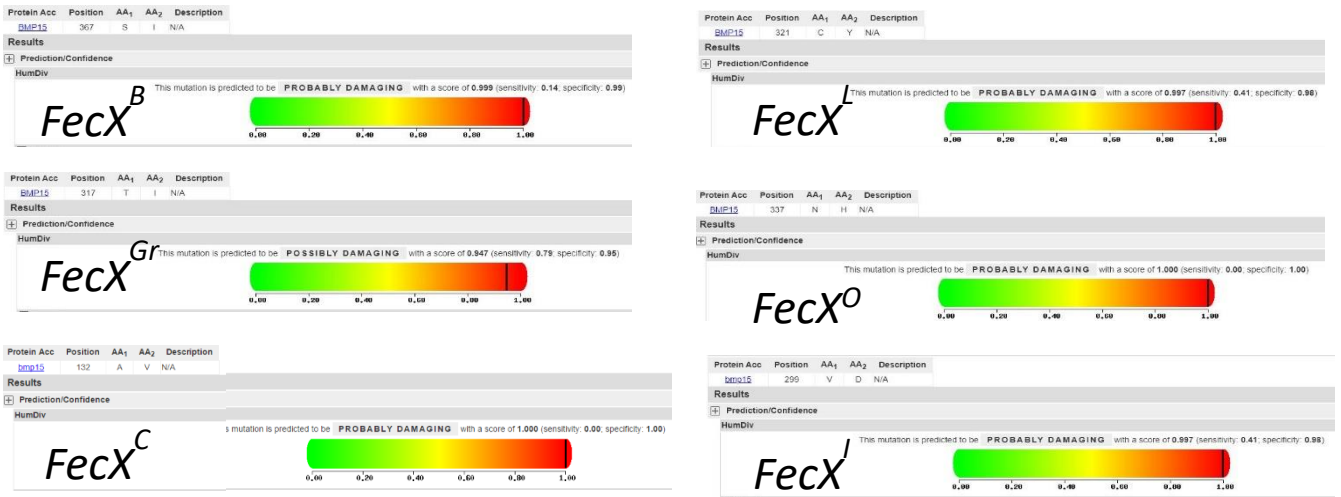 Protein Acc Position AA1 AA2 Description
BMP15 367 S I N/A
Results
Prediction/Confidence
HumDiv
This mutation is predicted to be PROBABLY DAMAGING with a score of 0.999 (sensitivity: 0.14; specificity: 0.99)
FecX^B
0.00 0.20 0.40 0.60 0.80 1.00
Protein Acc Position AA1 AA2 Description
BMP15 317 T I N/A
Results
Prediction/Confidence
HumDiv
This mutation is predicted to be POSSIBLY DAMAGING with a score of 0.947 (sensitivity: 0.79; specificity: 0.95)
FecX^Gr
0.00 0.20 0.40 0.60 0.80 1.00
Protein Acc Position AA1 AA2 Description
bmp15 132 A V N/A
Results
Prediction/Confidence
HumDiv
s mutation is predicted to be PROBABLY DAMAGING with a score of 1.000 (sensitivity: 0.00; specificity: 1.00)
FecX^C
0.00 0.20 0.40 0.60 0.80 1.00
Protein Acc Position AA1 AA2 Description
BMP15 321 C Y N/A
Results
Prediction/Confidence
HumDiv
This mutation is predicted to be PROBABLY DAMAGING with a score of 0.997 (sensitivity: 0.41; specificity: 0.98)
FecX^L
0.00 0.20 0.40 0.60 0.80 1.00
Protein Acc Position AA1 AA2 Description
BMP15 337 N H N/A
Results
Prediction/Confidence
HumDiv
This mutation is predicted to be PROBABLY DAMAGING with a score of 1.000 (sensitivity: 0.00; specificity: 1.00)
FecX^O
0.00 0.20 0.40 0.60 0.80 1.00
Protein Acc Position AA1 AA2 Description
bmp15 299 V D N/A
Results
Prediction/Confidence
HumDiv
This mutation is predicted to be PROBABLY DAMAGING with a score of 0.997 (sensitivity: 0.41; specificity: 0.98)
FecX^I
0.00 0.20 0.40 0.60 0.80 1.00